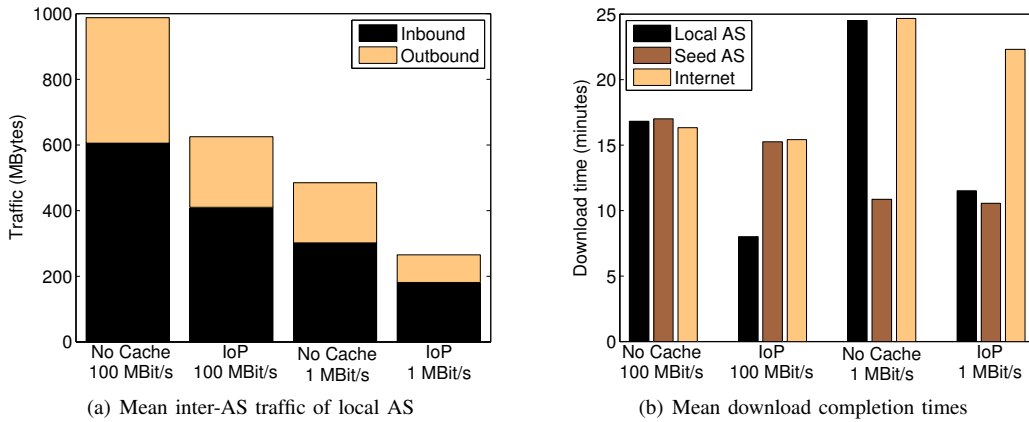 1000
800
600
400
200
0
Traffic (MBytes)
Inbound
Outbound
No Cache
100 MBit/s
IoP
100 MBit/s
No Cache
1 MBit/s
IoP
1 MBit/s
(a) Mean inter-AS traffic of local AS
25
20
15
10
5
0
Download time (minutes)
Local AS
Seed AS
Internet
No Cache
100 MBit/s
IoP
100 MBit/s
No Cache
1 MBit/s
IoP
1 MBit/s
(b) Mean download completion times